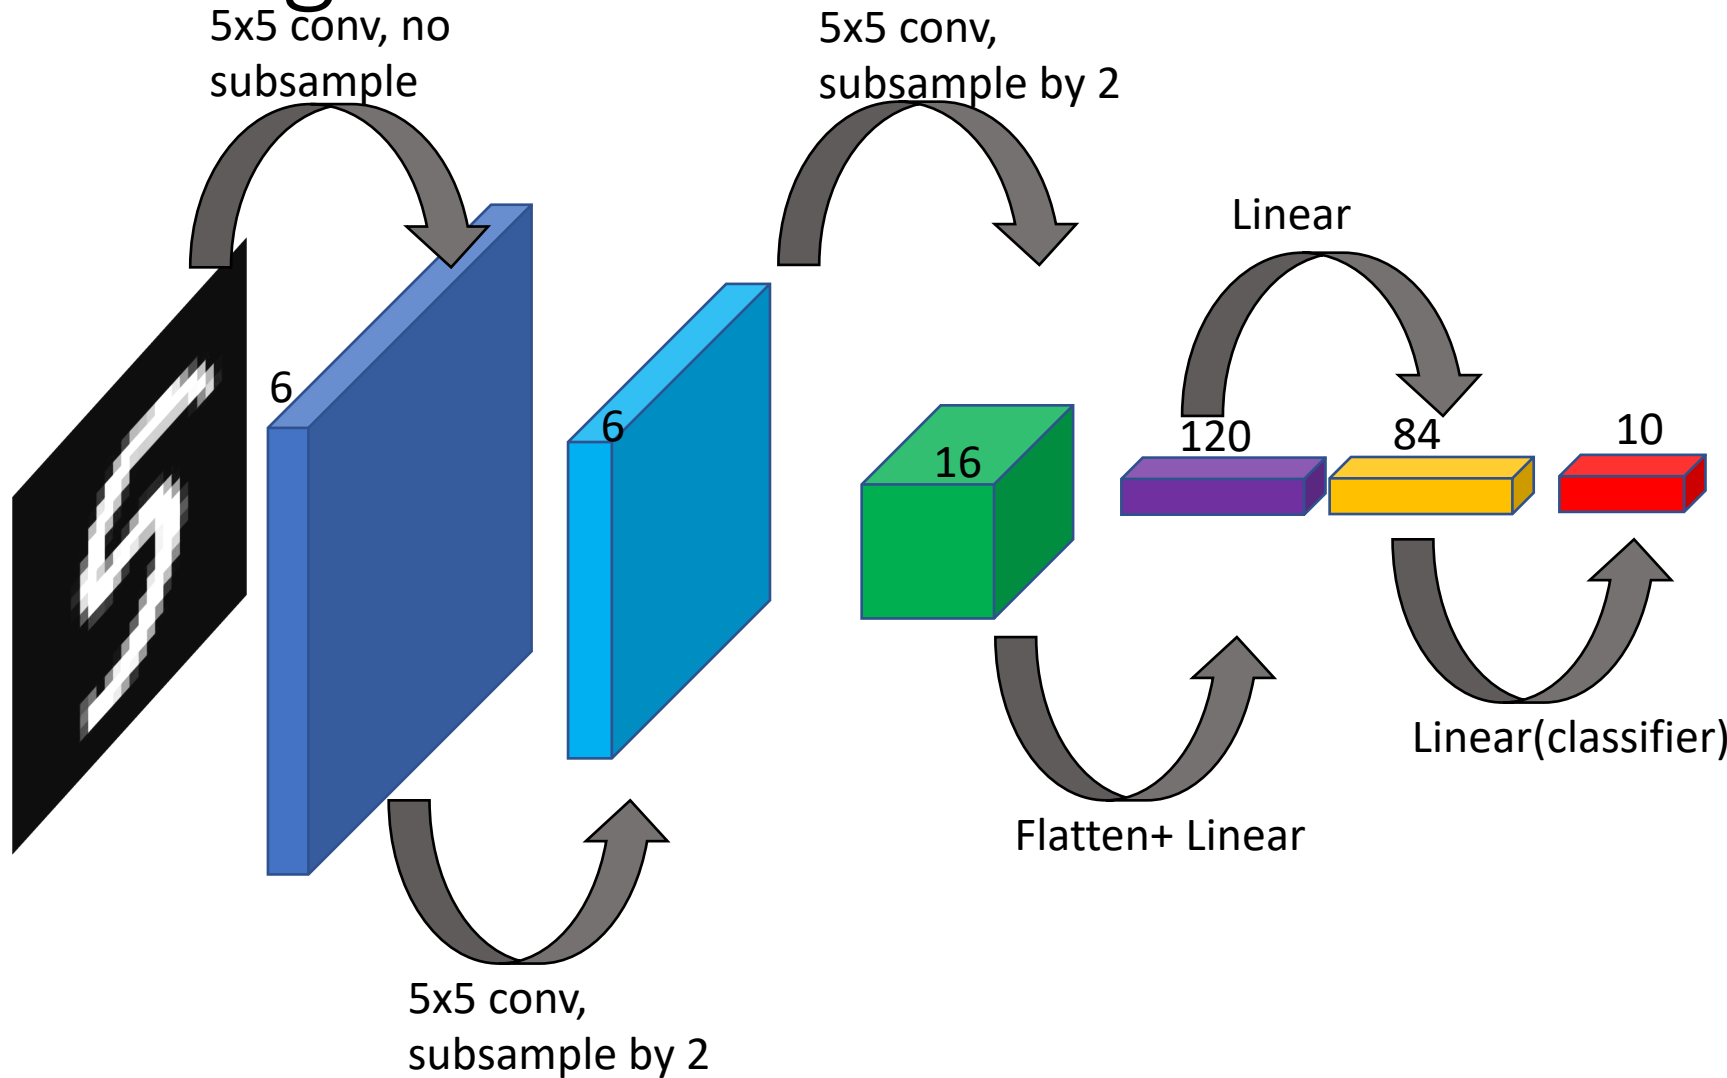 5x5 conv, no
subsample
5x5 conv,
subsample by 2
Linear
6
6
16
120
84
10
Linear(classifier)
Flatten+ Linear
5x5 conv,
subsample by 2